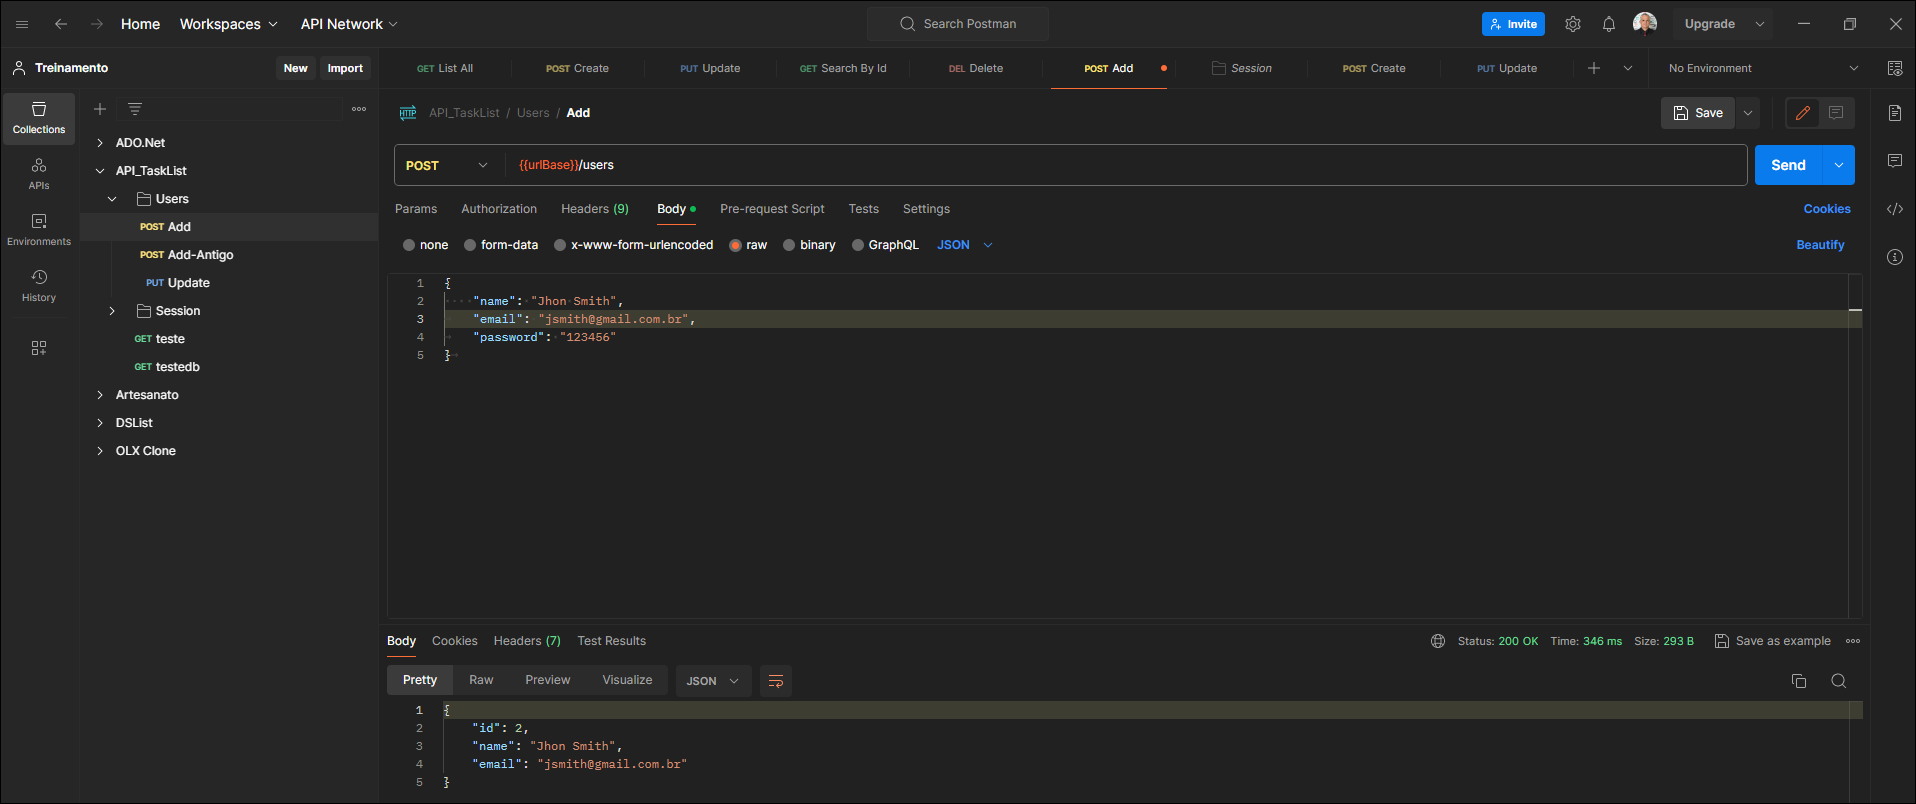 Home Workspaces API Network Search Postman Invite Upgrade
Treinamento New Import
GET List All POST Create PUT Update GET Search By Id DEL Delete POST Add Session POST Create PUT Update No Environment
Collections
APIs
Environments
History
ADO.Net
API_TaskList
Users
POST Add
POST Add-Antigo
PUT Update
Session
GET teste
GET testedb
Artesanato
DSList
OLX Clone
HTTP API_TaskList / Users / Add Save
POST {{urlBase}}/users Send
Params Authorization Headers (9) Body Pre-request Script Tests Settings Cookies
none form-data x-www-form-urlencoded raw binary GraphQL JSON Beautify
1 {
2 "name": "Jhon Smith",
3 "email": "jsmith@gmail.com.br",
4 "password": "123456"
5 }
Body Cookies Headers (7) Test Results Status: 200 OK Time: 346 ms Size: 293 B Save as example
Pretty Raw Preview Visualize JSON
1 {
2 "id": 2,
3 "name": "Jhon Smith",
4 "email": "jsmith@gmail.com.br"
5 }